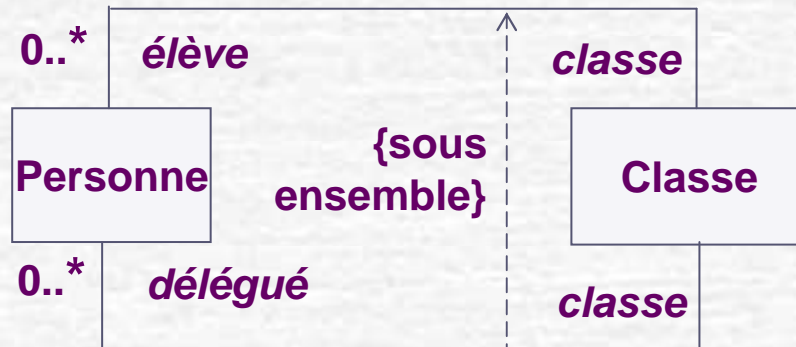 0..* élève classe
Personne {sous ensemble} Classe
0..* délégué classe